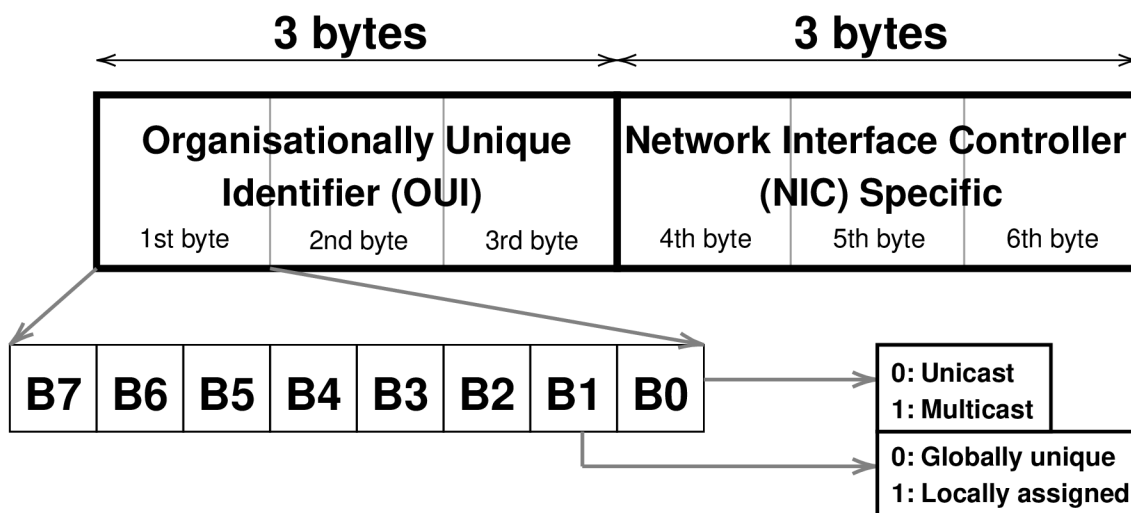 3 bytes 3 bytes
Organisationally Unique
Identifier (OUI)
Network Interface Controller
(NIC) Specific
1st byte 2nd byte 3rd byte 4th byte 5th byte 6th byte
B7 B6 B5 B4 B3 B2 B1 B0
0: Unicast
1: Multicast
0: Globally unique
1: Locally assigned